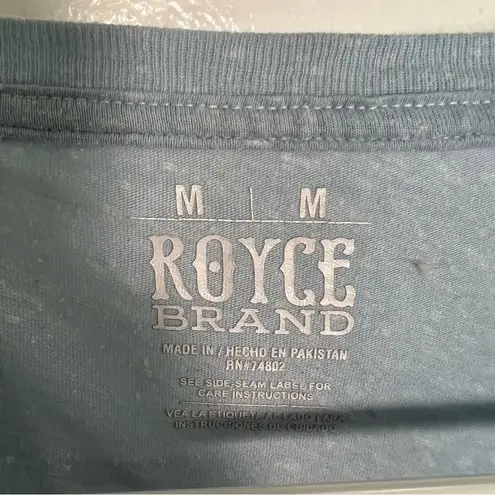 M | M
ROYCE
BRAND
MADE IN / HECHO EN PAKISTAN
RN#74802
SEE SIDE-SEAM LABEL FOR
CARE INSTRUCTIONS
VEA LA ETIQUETA AL LADO PARA
INSTRUCCIONES DE CUIDADO